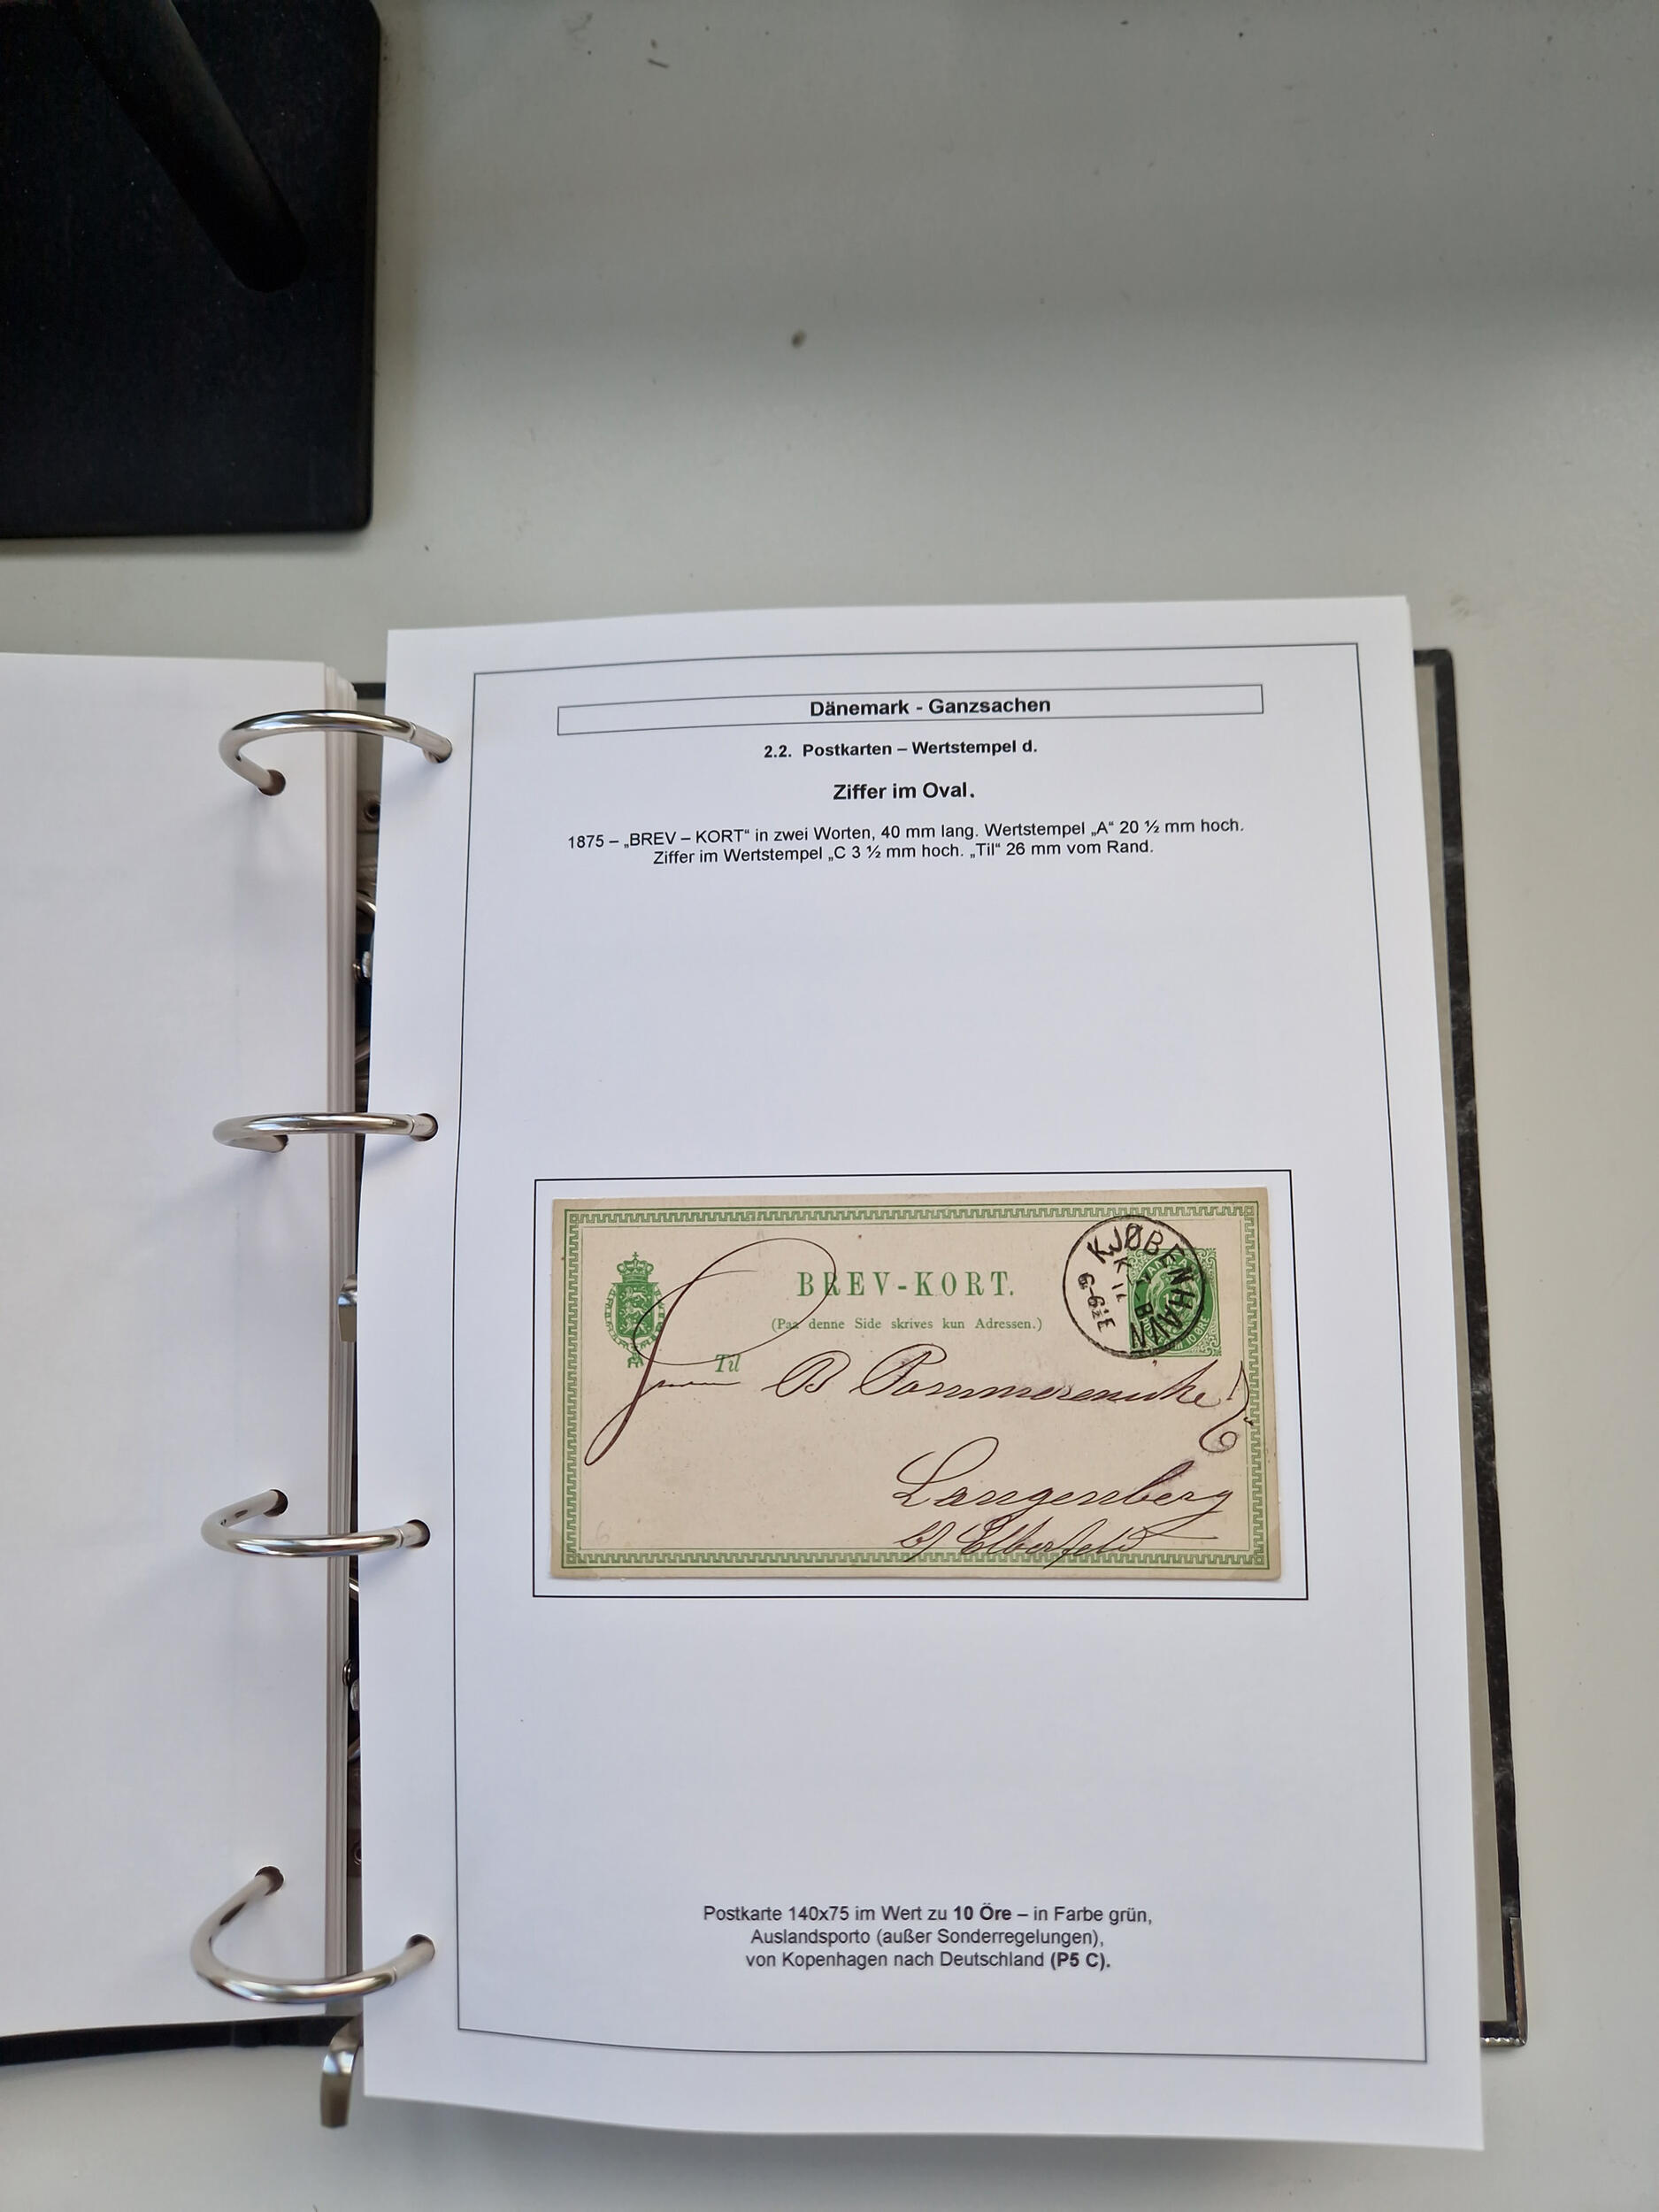 Dänemark - Ganzsachen
2.2. Postkarten – Wertstempel d.
Ziffer im Oval.
1875 – „BREV – KORT“ in zwei Worten, 40 mm lang. Wertstempel „A“ 20 ½ mm hoch.
Ziffer im Wertstempel „C 3 ½ mm hoch. „Til“ 26 mm vom Rand.
KJØBENHAVN
BREV-KORT.
(Paa denne Side skrives kun Adressen.)
Til
B
Langenberg
b/ Elberfeld
Postkarte 140x75 im Wert zu 10 Öre – in Farbe grün,
Auslandsporto (außer Sonderregelungen),
von Kopenhagen nach Deutschland (P5 C).